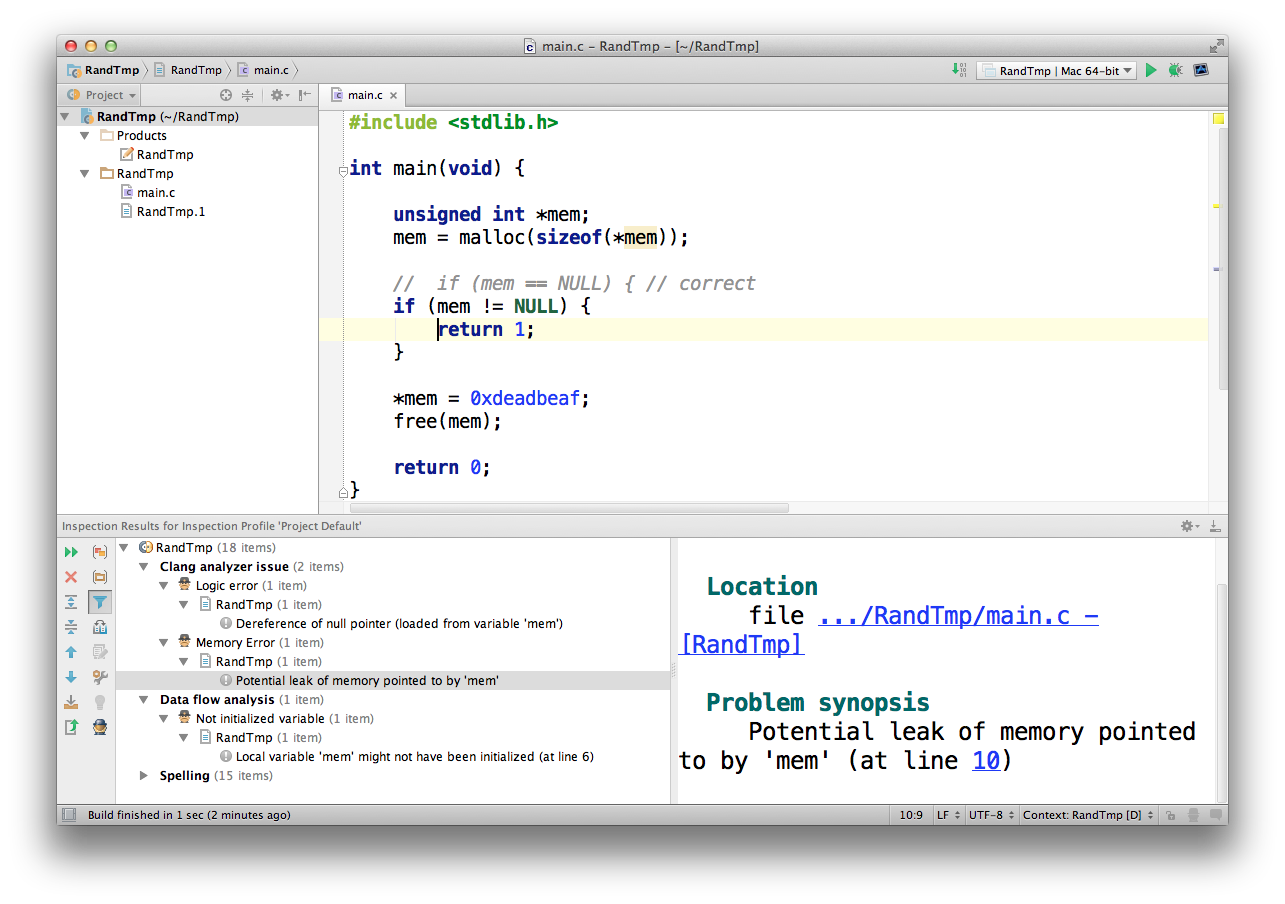 main.c – RandTmp – [~/RandTmp]
RandTmp RandTmp main.c RandTmp | Mac 64-bit
Project main.c
RandTmp (~/RandTmp)
Products
RandTmp
RandTmp
main.c
RandTmp.1
#include <stdlib.h>
int main(void) {
unsigned int *mem;
mem = malloc(sizeof(*mem));
//  if (mem == NULL) { // correct
if (mem != NULL) {
return 1;
}
*mem = 0xdeadbeaf;
free(mem);
return 0;
}
Inspection Results for Inspection Profile 'Project Default'
RandTmp (18 items)
Clang analyzer issue (2 items)
Logic error (1 item)
RandTmp (1 item)
Dereference of null pointer (loaded from variable 'mem')
Memory Error (1 item)
RandTmp (1 item)
Potential leak of memory pointed to by 'mem'
Data flow analysis (1 item)
Not initialized variable (1 item)
RandTmp (1 item)
Local variable 'mem' might not have been initialized (at line 6)
Spelling (15 items)
Location
file .../RandTmp/main.c –
[RandTmp]
Problem synopsis
Potential leak of memory pointed
to by 'mem' (at line 10)
Build finished in 1 sec (2 minutes ago) 10:9 LF UTF-8 Context: RandTmp [D]